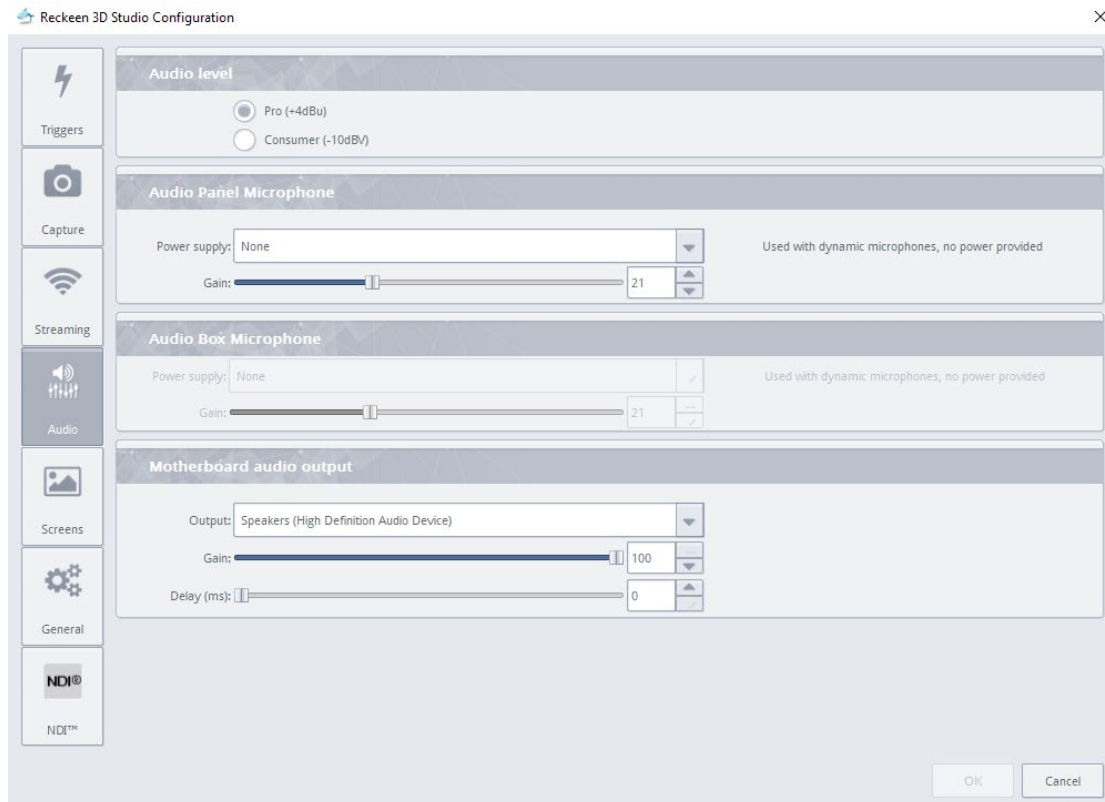 Reckeen 3D Studio Configuration
Triggers
Capture
Streaming
Audio
Screens
General
NDI®
NDI™
Audio level
Pro (+4dBu)
Consumer (-10dBV)
Audio Panel Microphone
Power supply: None Used with dynamic microphones, no power provided
Gain: 21
Audio Box Microphone
Power supply: None Used with dynamic microphones, no power provided
Gain: 21
Motherboard audio output
Output: Speakers (High Definition Audio Device)
Gain: 100
Delay (ms): 0
OK Cancel